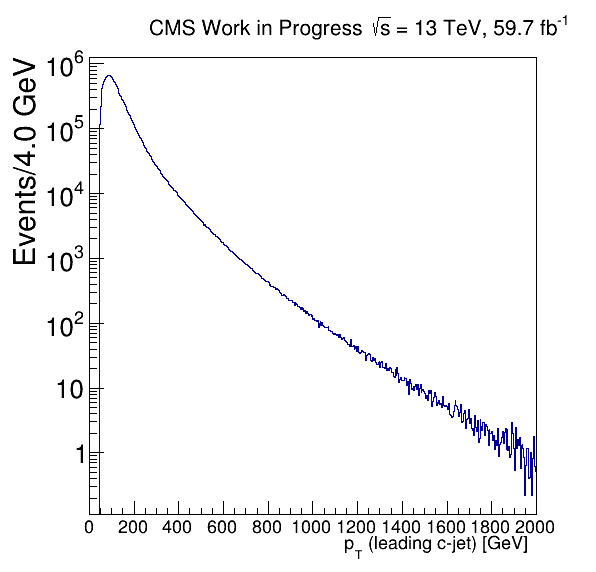 CMS Work in Progress √s = 13 TeV, 59.7 fb⁻¹
Events/4.0 GeV
10⁶
10⁵
10⁴
10³
10²
10
1
0 200 400 600 800 1000 1200 1400 1600 1800 2000
p_T (leading c-jet) [GeV]